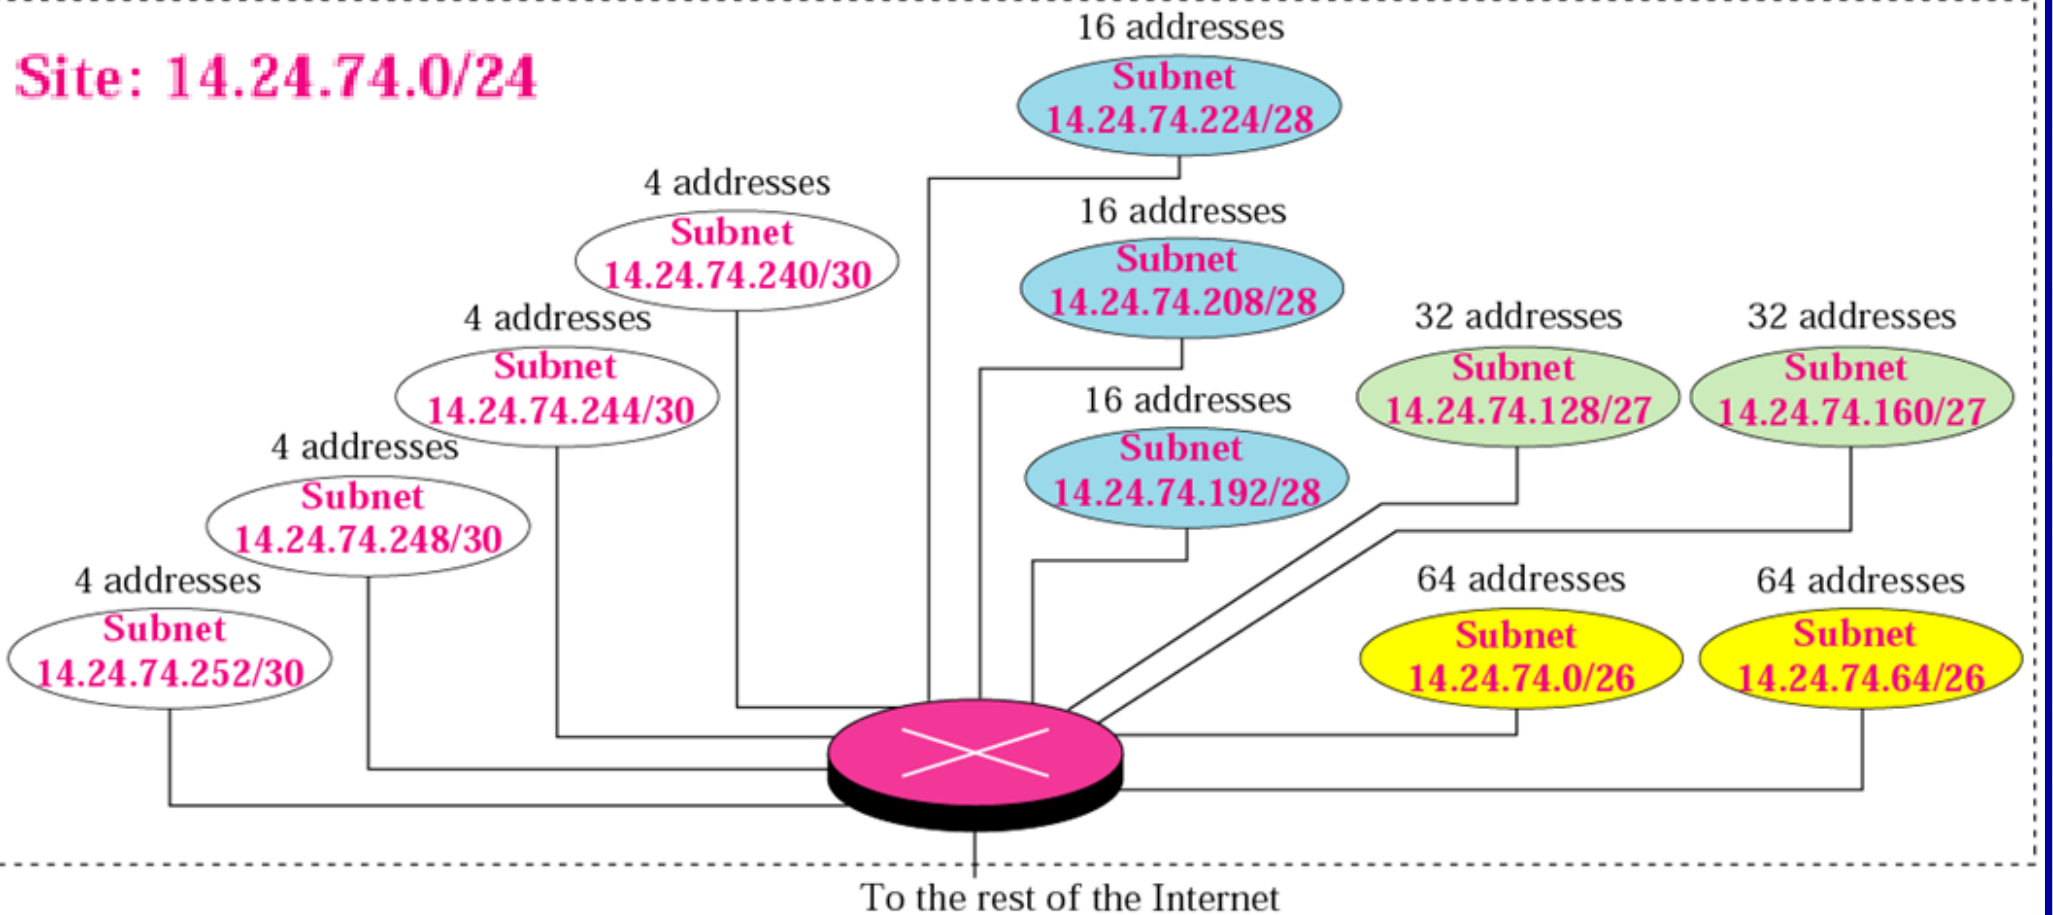 Site: 14.24.74.0/24
16 addresses
Subnet
14.24.74.224/28
4 addresses
Subnet
14.24.74.240/30
16 addresses
Subnet
14.24.74.208/28
4 addresses
Subnet
14.24.74.244/30
32 addresses
Subnet
14.24.74.128/27
32 addresses
Subnet
14.24.74.160/27
16 addresses
Subnet
14.24.74.192/28
4 addresses
Subnet
14.24.74.248/30
4 addresses
Subnet
14.24.74.252/30
64 addresses
Subnet
14.24.74.0/26
64 addresses
Subnet
14.24.74.64/26
To the rest of the Internet